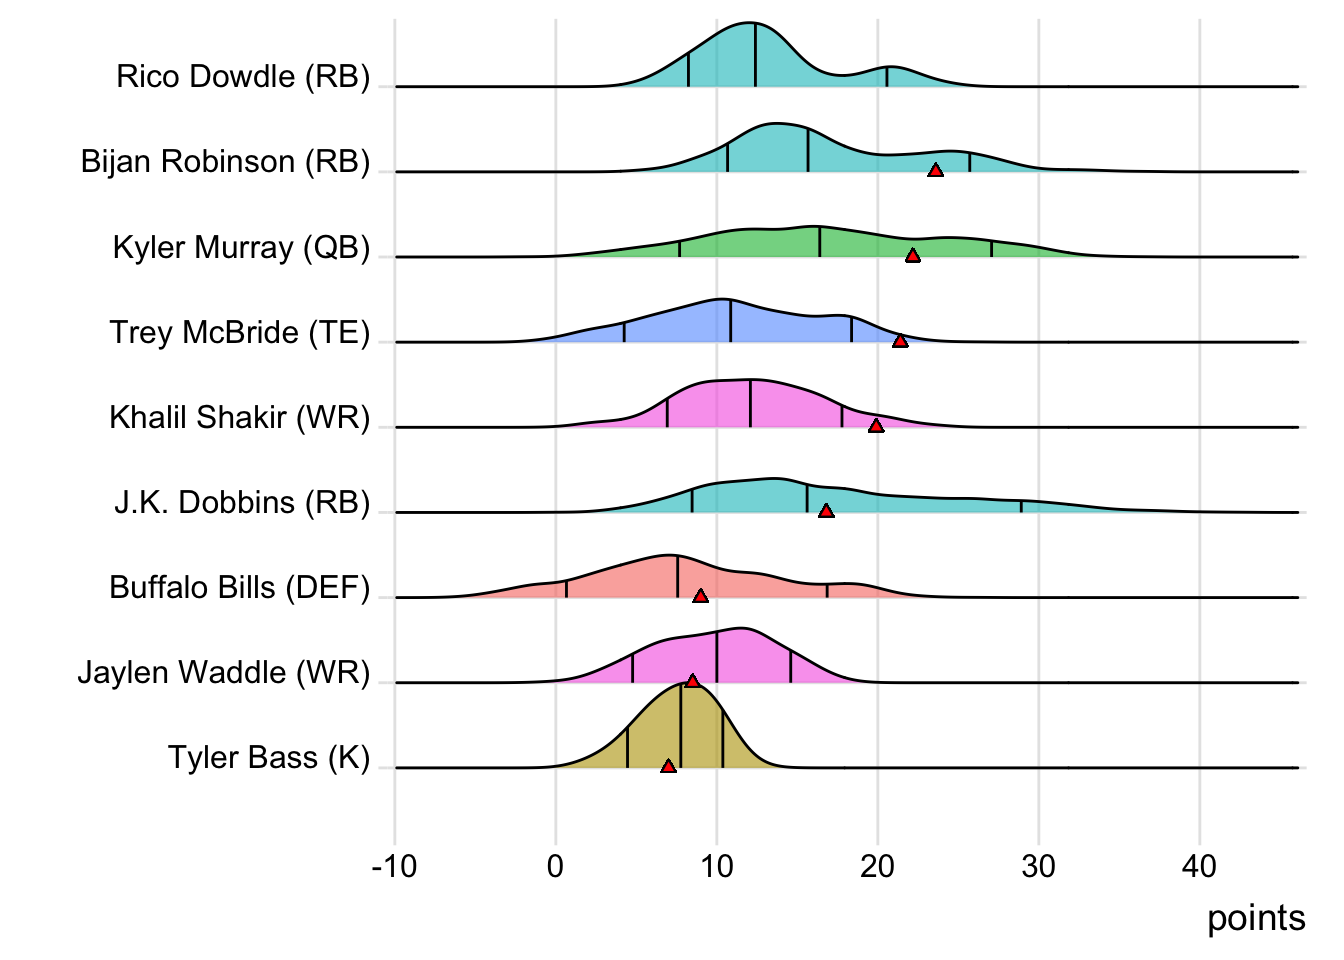 Rico Dowdle (RB)
Bijan Robinson (RB)
Kyler Murray (QB)
Trey McBride (TE)
Khalil Shakir (WR)
J.K. Dobbins (RB)
Buffalo Bills (DEF)
Jaylen Waddle (WR)
Tyler Bass (K)
-10 0 10 20 30 40
points